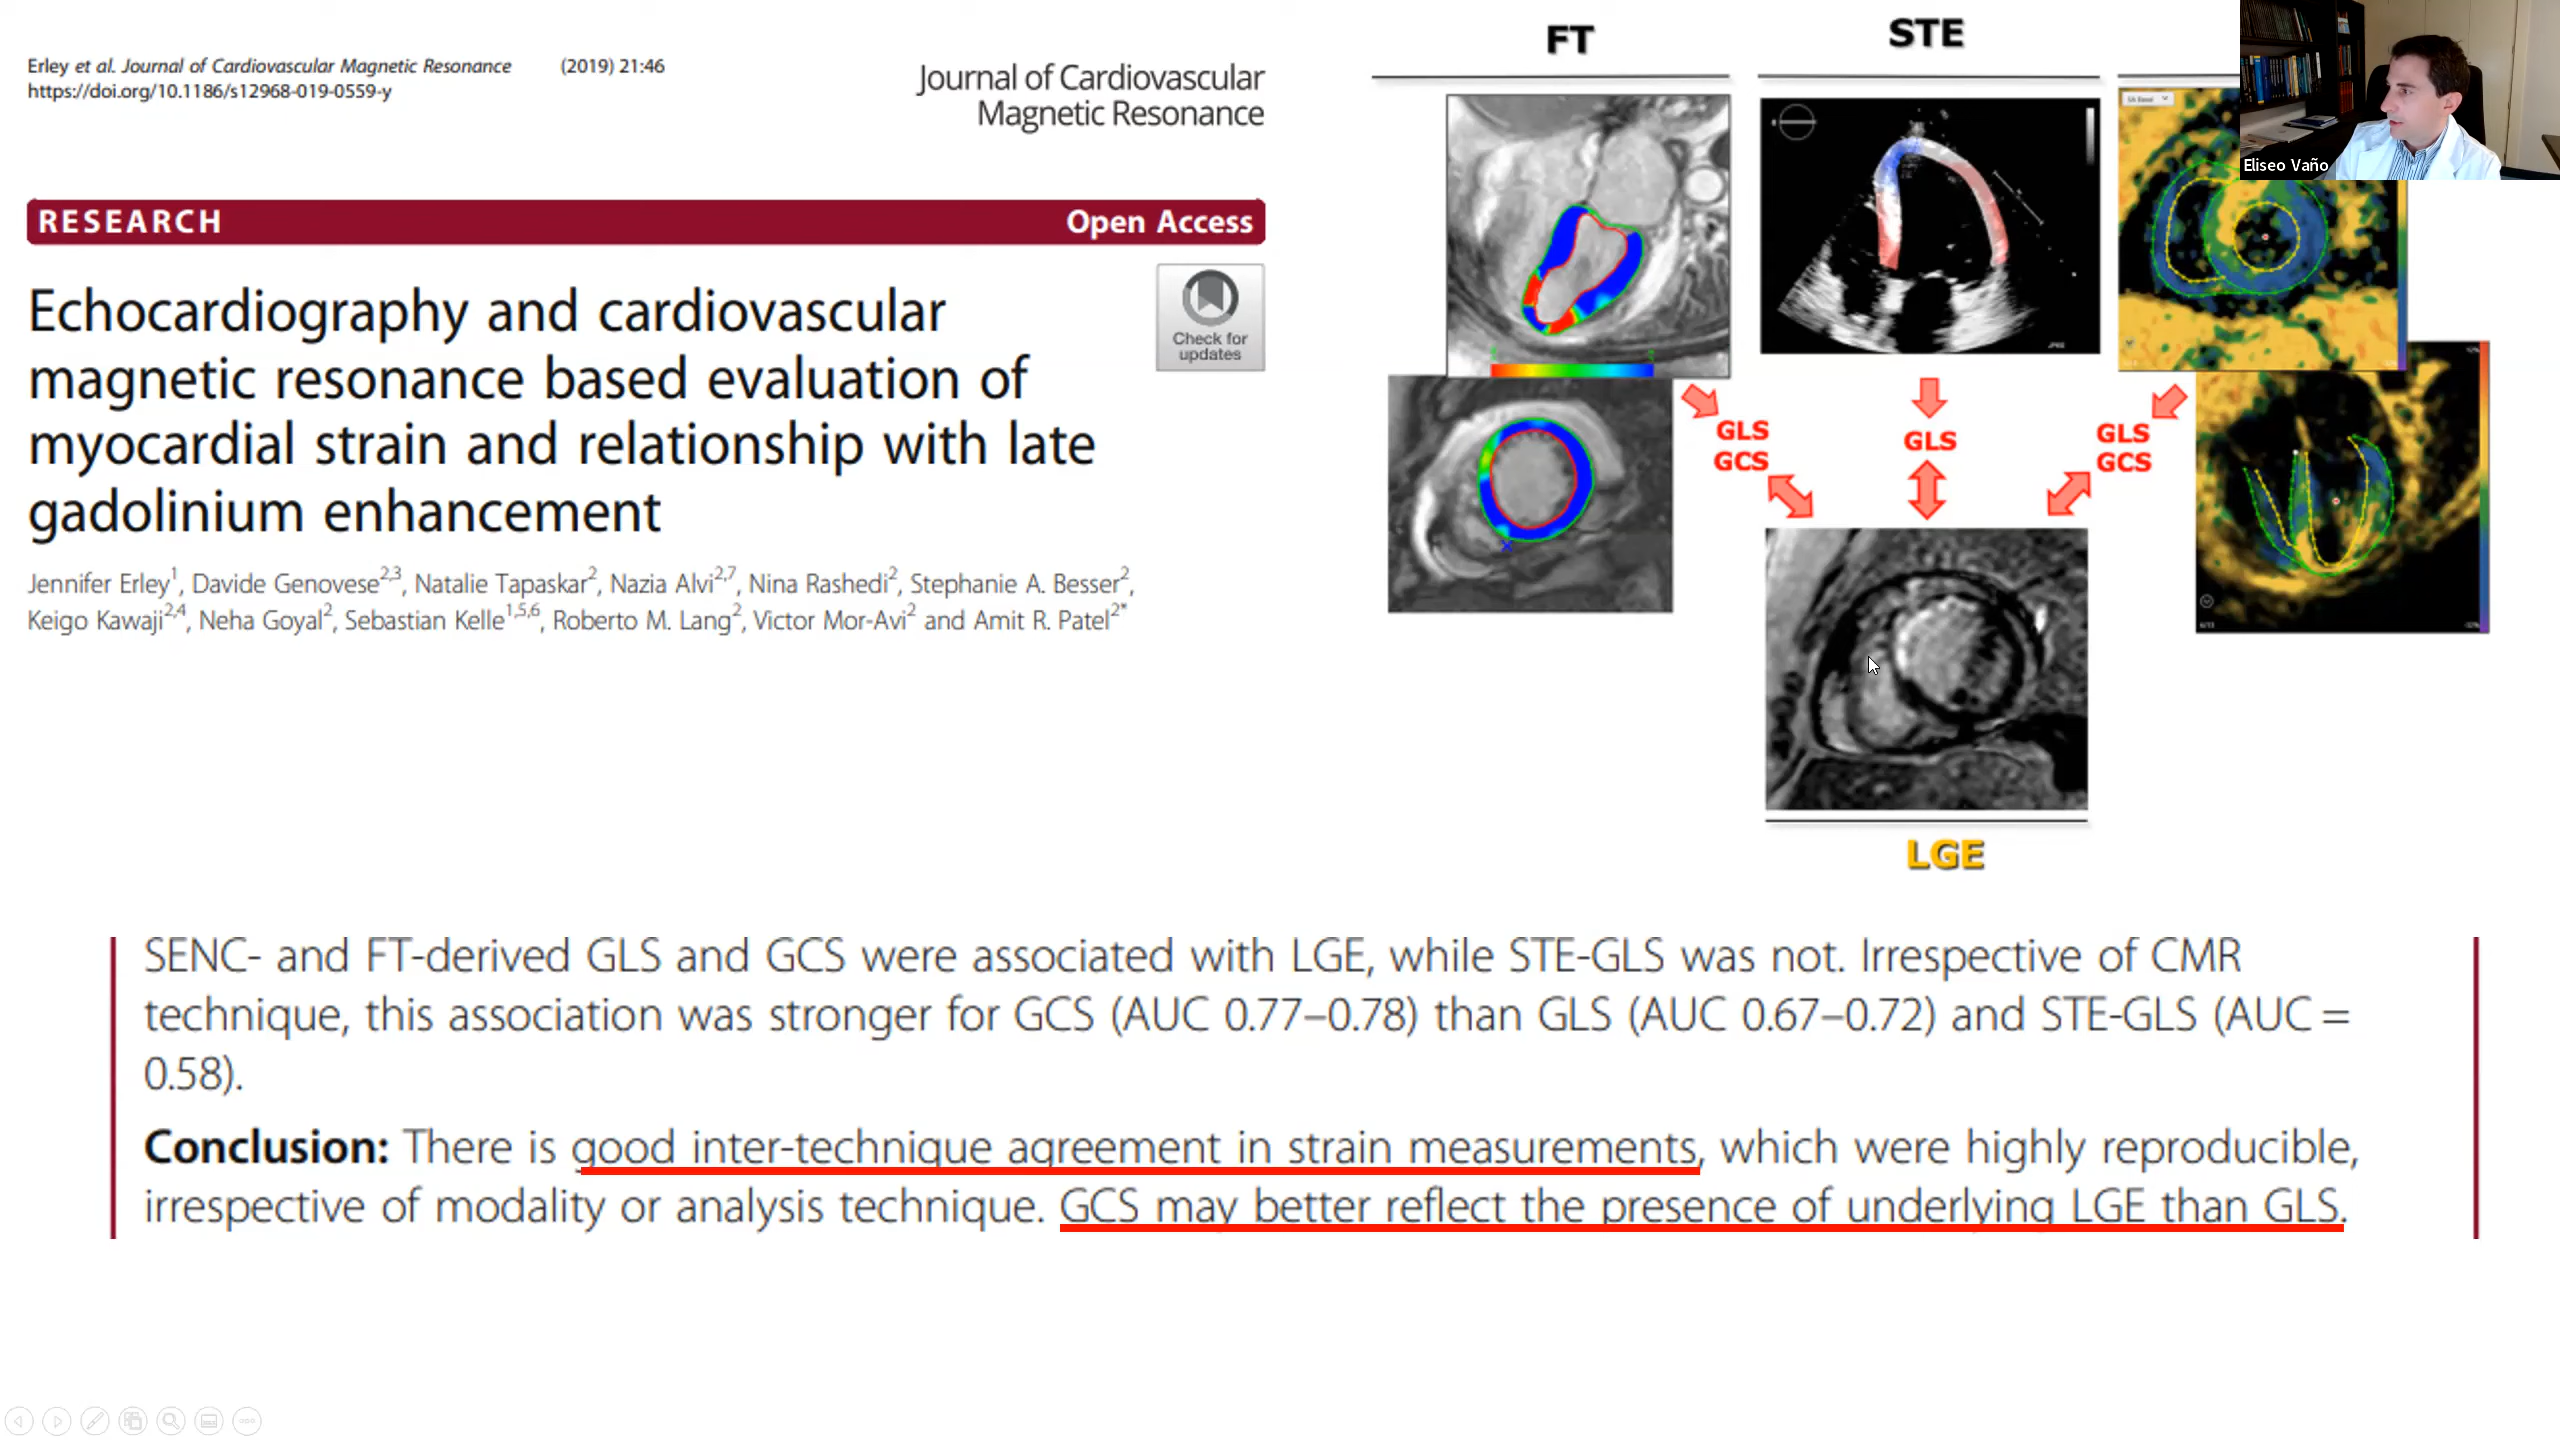 Erley et al. Journal of Cardiovascular Magnetic Resonance (2019) 21:46
https://doi.org/10.1186/s12968-019-0559-y
Journal of Cardiovascular
Magnetic Resonance
RESEARCH Open Access
Check for
updates
Echocardiography and cardiovascular
magnetic resonance based evaluation of
myocardial strain and relationship with late
gadolinium enhancement
Jennifer Erley1, Davide Genovese2,3, Natalie Tapaskar2, Nazia Alvi2,7, Nina Rashedi2, Stephanie A. Besser2,
Keigo Kawaji2,4, Neha Goyal2, Sebastian Kelle1,5,6, Roberto M. Lang2, Victor Mor-Avi2 and Amit R. Patel2*
FT
STE
Eliseo Vaño
GLS
GCS
GLS
GLS
GCS
LGE
SENC- and FT-derived GLS and GCS were associated with LGE, while STE-GLS was not. Irrespective of CMR
technique, this association was stronger for GCS (AUC 0.77–0.78) than GLS (AUC 0.67–0.72) and STE-GLS (AUC =
0.58).
Conclusion: There is good inter-technique agreement in strain measurements, which were highly reproducible,
irrespective of modality or analysis technique. GCS may better reflect the presence of underlying LGE than GLS.